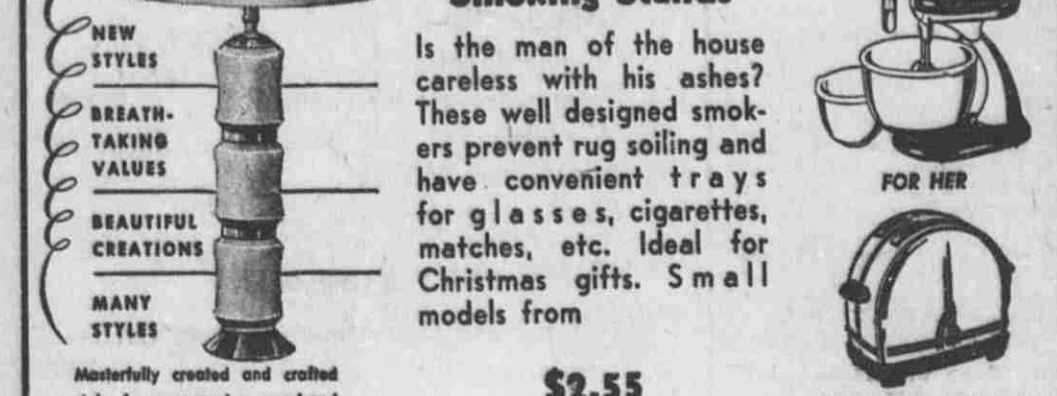 NEW
STYLES
BREATH-
TAKING
VALUES
BEAUTIFUL
CREATIONS
MANY
STYLES
Masterfully created and crafted
Smoking Stands
Is the man of the house
careless with his ashes?
These well designed smok-
ers prevent rug soiling and
have convenient trays
for glasses, cigarettes,
matches, etc. Ideal for
Christmas gifts. Small
models from
$2.55
FOR HER